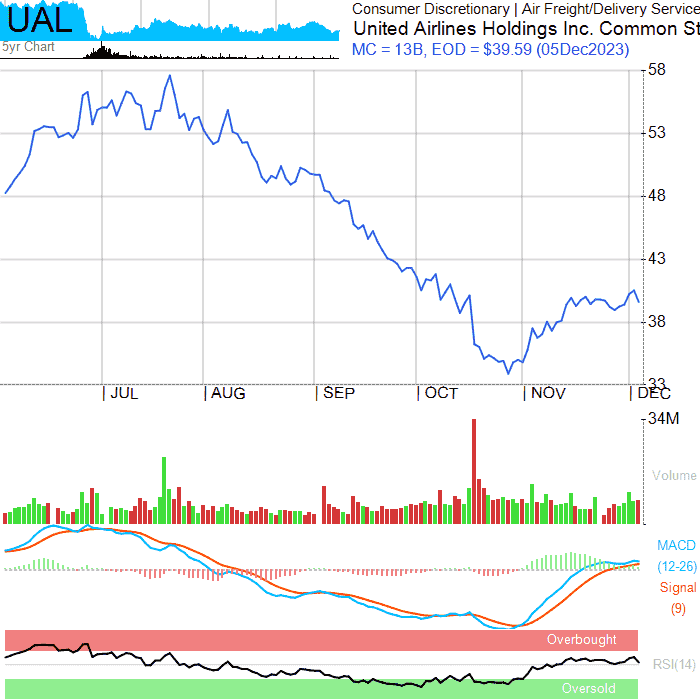 UAL
5yr Chart
Consumer Discretionary | Air Freight/Delivery Service
United Airlines Holdings Inc. Common St
MC = 13B, EOD = $39.59 (05Dec2023)
58
53
48
43
38
33
| JUL | AUG | SEP | OCT | NOV | DEC
34M
Volume
MACD
(12-26)
Signal
(9)
Overbought
RSI(14)
Oversold